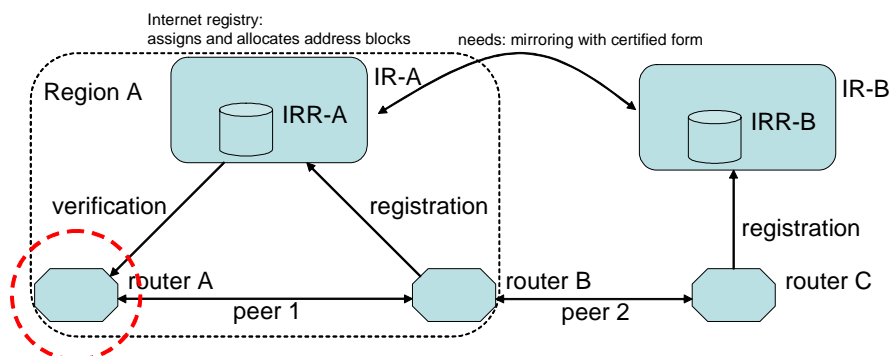 Internet registry:
assigns and allocates address blocks
needs: mirroring with certified form
IR-A
IR-B
Region A
IRR-A
IRR-B
verification
registration
registration
router A
router B
router C
peer 1
peer 2